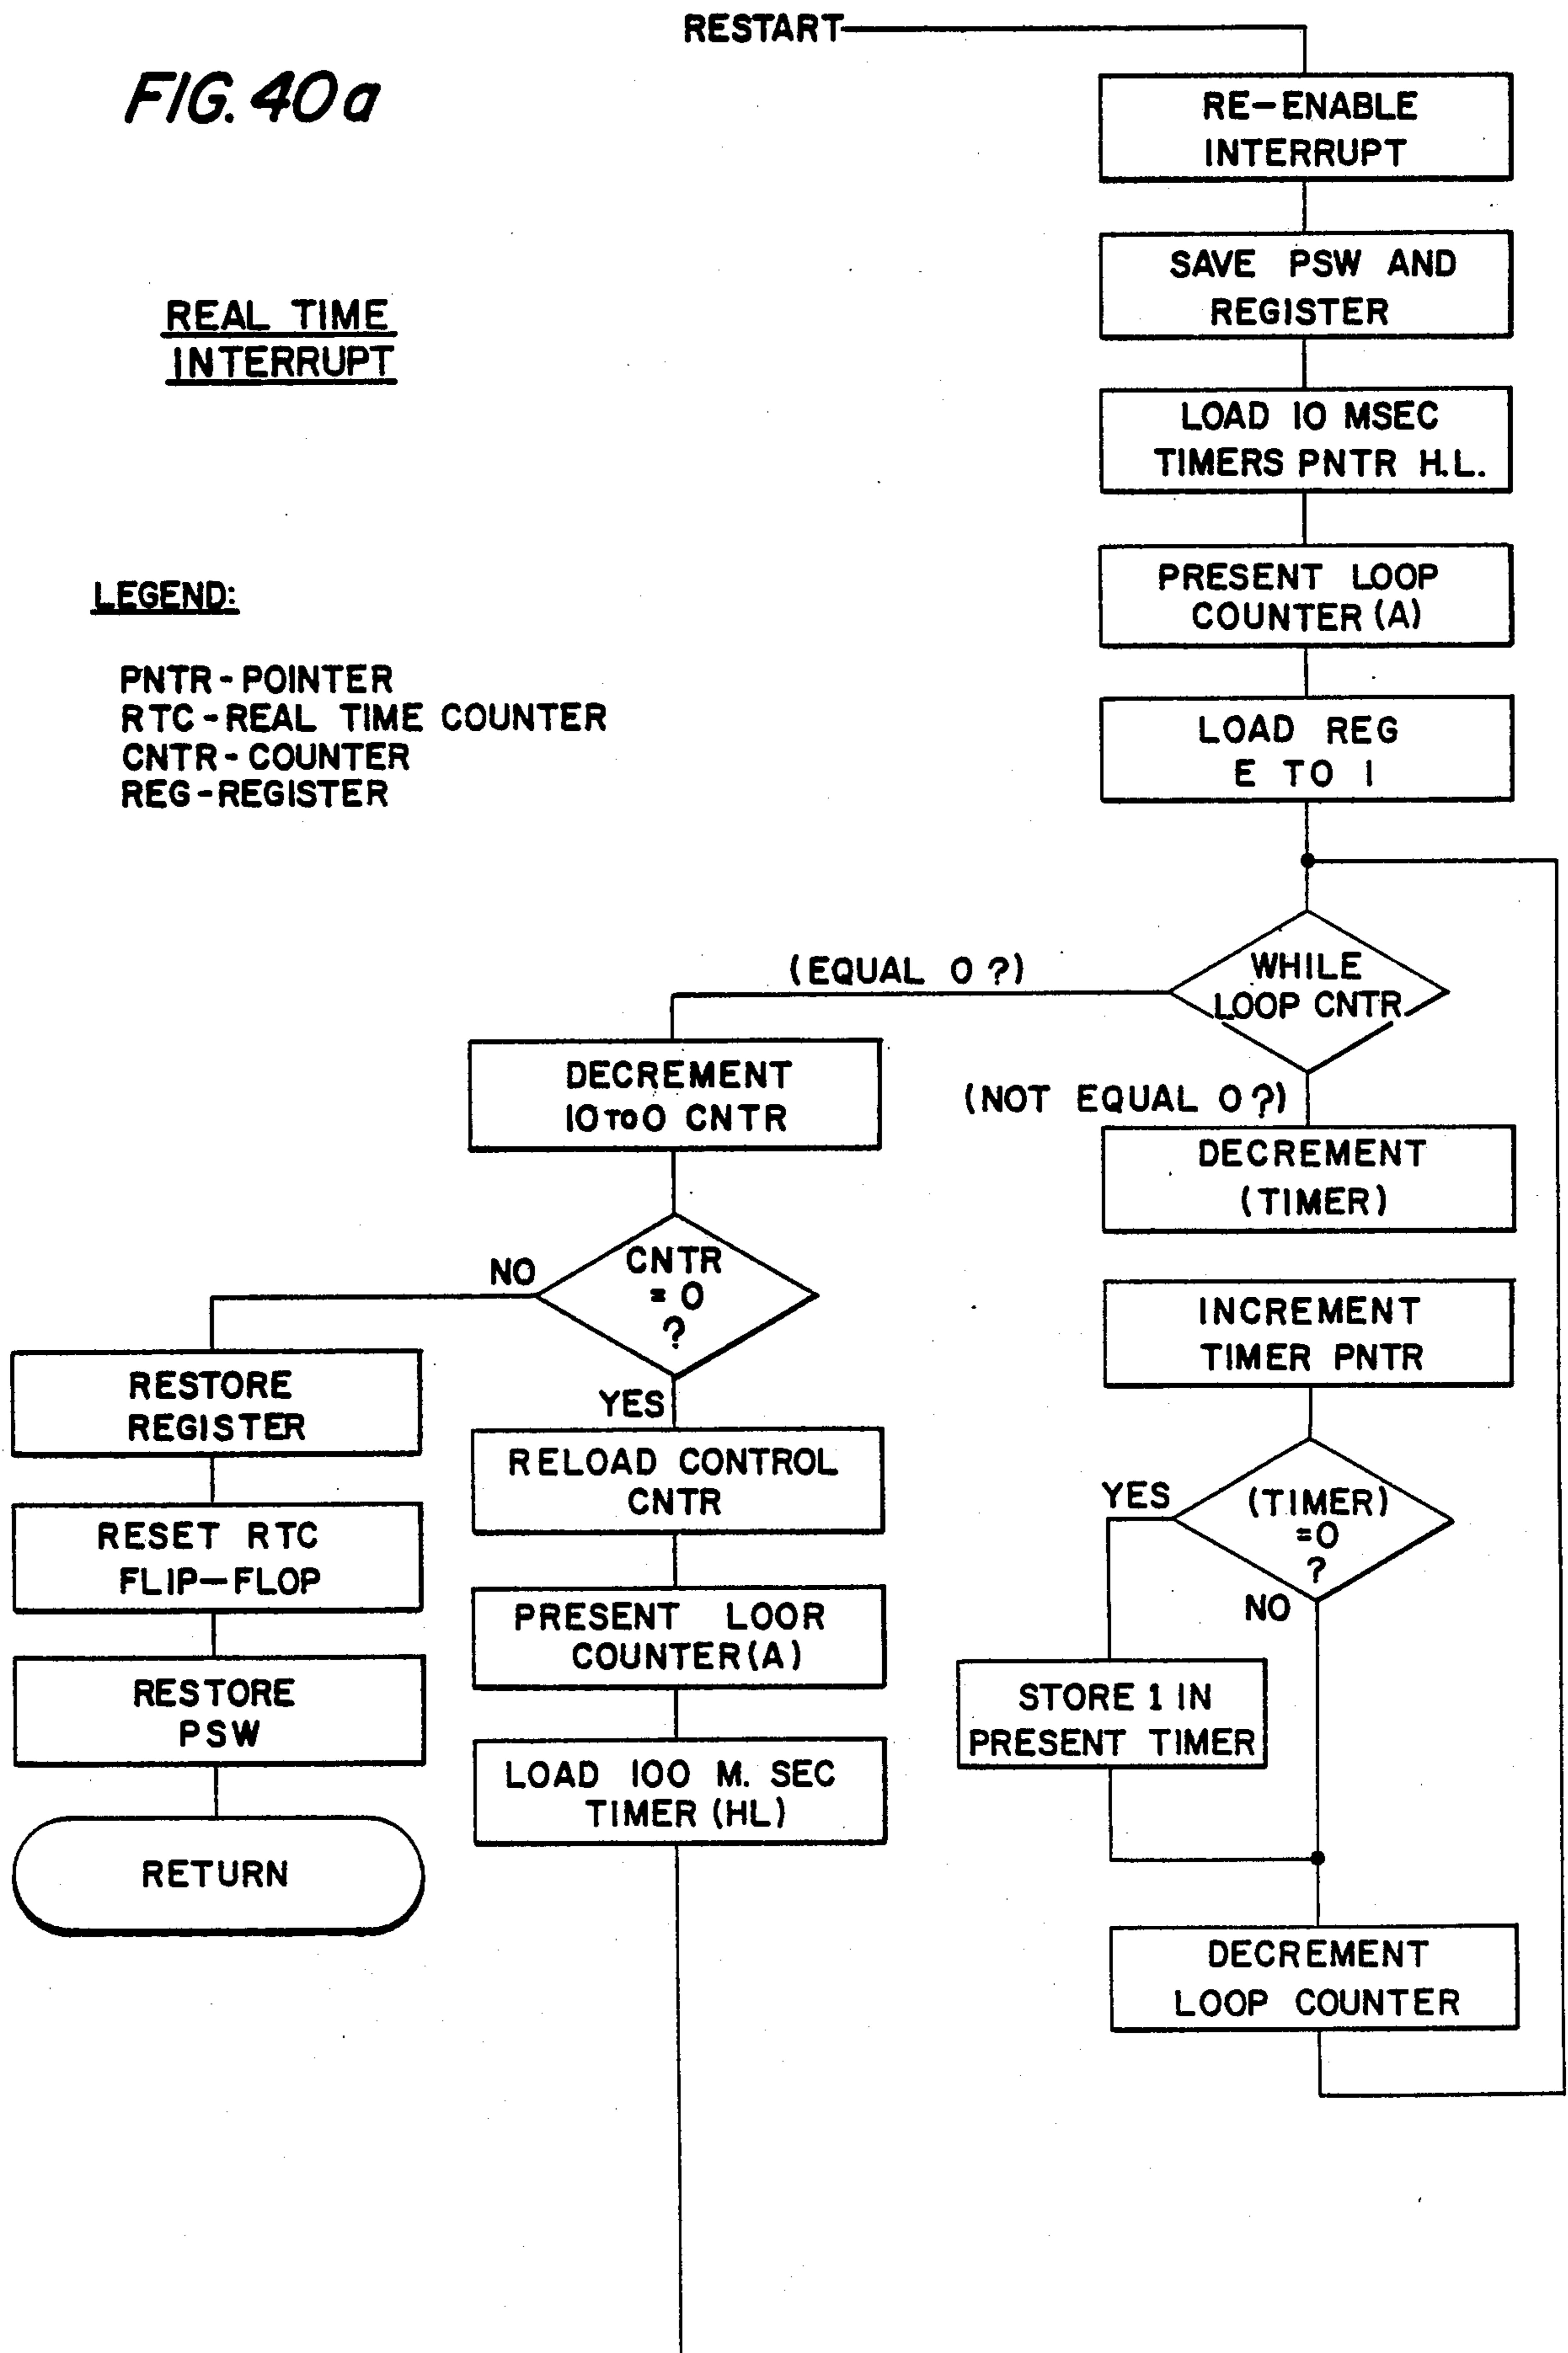 RESTART
FIG. 40a
REAL TIME
INTERRUPT
LEGEND:
PNTR-POINTER
RTC-REAL TIME COUNTER
CNTR-COUNTER
REG-REGISTER
RE-ENABLE
INTERRUPT
SAVE PSW AND
REGISTER
LOAD 10 MSEC
TIMERS PNTR H.L.
PRESENT LOOP
COUNTER (A)
LOAD REG
E TO 1
WHILE
LOOP CNTR
(EQUAL 0 ?)
(NOT EQUAL 0 ?)
DECREMENT
(TIMER)
INCREMENT
TIMER PNTR
(TIMER)
=0
?
YES
NO
STORE 1 IN
PRESENT TIMER
DECREMENT
LOOP COUNTER
DECREMENT
10 TO 0 CNTR
CNTR
= 0
?
NO
YES
RELOAD CONTROL
CNTR
PRESENT LOOR
COUNTER (A)
LOAD 100 M. SEC
TIMER (HL)
RESTORE
REGISTER
RESET RTC
FLIP-FLOP
RESTORE
PSW
RETURN